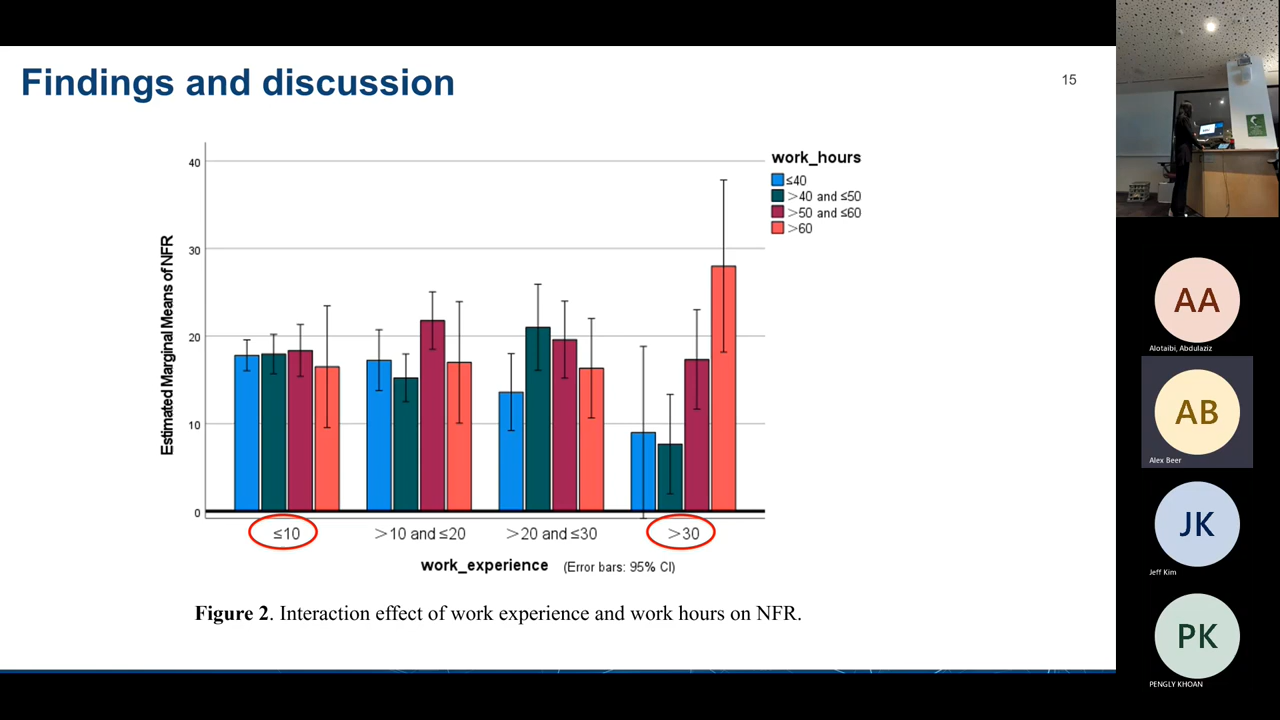 Findings and discussion
15
40
30
20
10
0
Estimated Marginal Means of NFR
work_hours
≤40
>40 and ≤50
>50 and ≤60
>60
≤10
>10 and ≤20
>20 and ≤30
>30
work_experience (Error bars: 95% CI)
Figure 2. Interaction effect of work experience and work hours on NFR.
AA
Alotaibi, Abdulaziz
AB
Alex Beer
JK
Jeff Kim
PK
PENGLY KHOAN